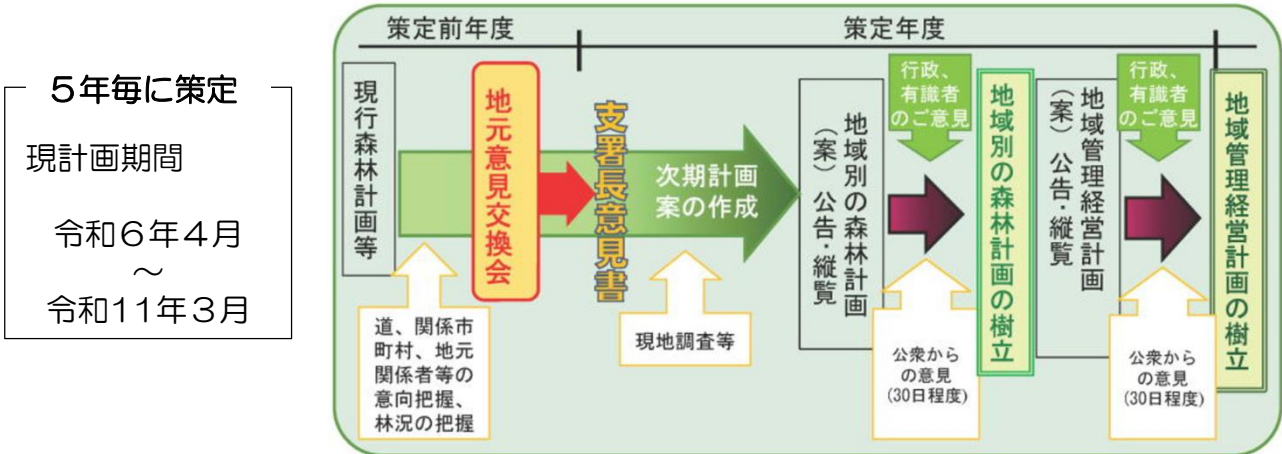 5年毎に策定
現計画期間
令和6年4月
~
令和11年3月
策定前年度
策定年度
現行森林計画等
地元意見交換会
支署長意見書
次期計画
案の作成
地域別の森林計画
(案)公告・縦覧
行政、
有識者
のご意見
地域別の森林計画の樹立
地域管理経営計画
(案)公告・縦覧
行政、
有識者
のご意見
地域管理経営計画の樹立
道、関係市
町村、地元
関係者等の
意向把握、
林況の把握
現地調査等
公衆から
の意見
(30日程度)
公衆から
の意見
(30日程度)